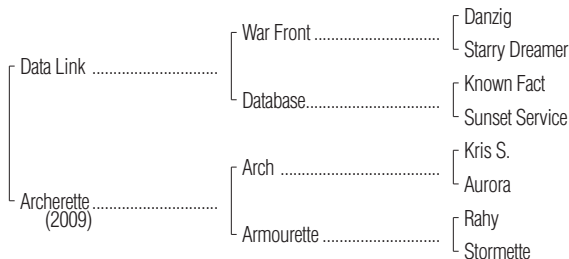 Danzig
War Front ........................
Starry Dreamer
Data Link ........................
Known Fact
Database........................
Sunset Service
Kris S.
Arch ........................
Aurora
Archerette........................
(2009)
Rahy
Armourette ........................
Stormette